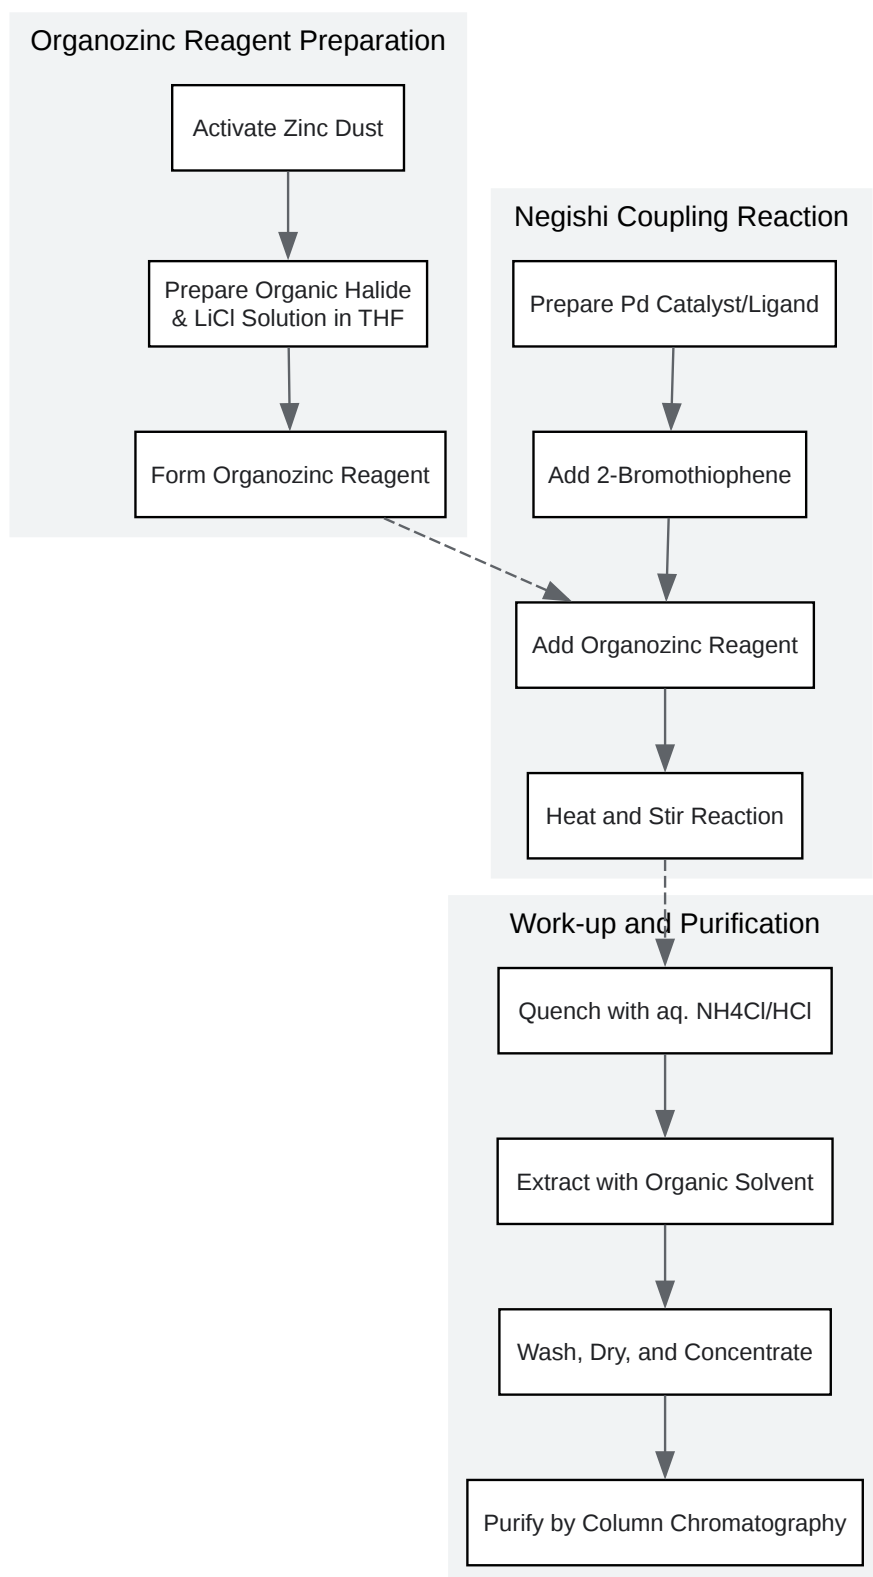 Organozinc Reagent Preparation
Activate Zinc Dust
Prepare Organic Halide
& LiCl Solution in THF
Form Organozinc Reagent
Negishi Coupling Reaction
Prepare Pd Catalyst/Ligand
Add 2-Bromothiophene
Add Organozinc Reagent
Heat and Stir Reaction
Work-up and Purification
Quench with aq. NH4Cl/HCl
Extract with Organic Solvent
Wash, Dry, and Concentrate
Purify by Column Chromatography